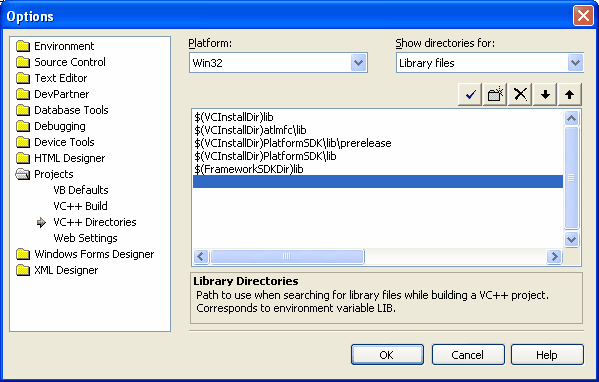 Options
Environment
Source Control
Text Editor
DevPartner
Database Tools
Debugging
Device Tools
HTML Designer
Projects
VB Defaults
VC++ Build
VC++ Directories
Web Settings
Windows Forms Designer
XML Designer
Platform:
Win32
Show directories for:
Library files
$(VCInstallDir)lib
$(VCInstallDir)atlmfc\lib
$(VCInstallDir)PlatformSDK\lib\prerelease
$(VCInstallDir)PlatformSDK\lib
$(FrameworkSDKDir)lib
Library Directories
Path to use when searching for library files while building a VC++ project.
Corresponds to environment variable LIB.
OK
Cancel
Help